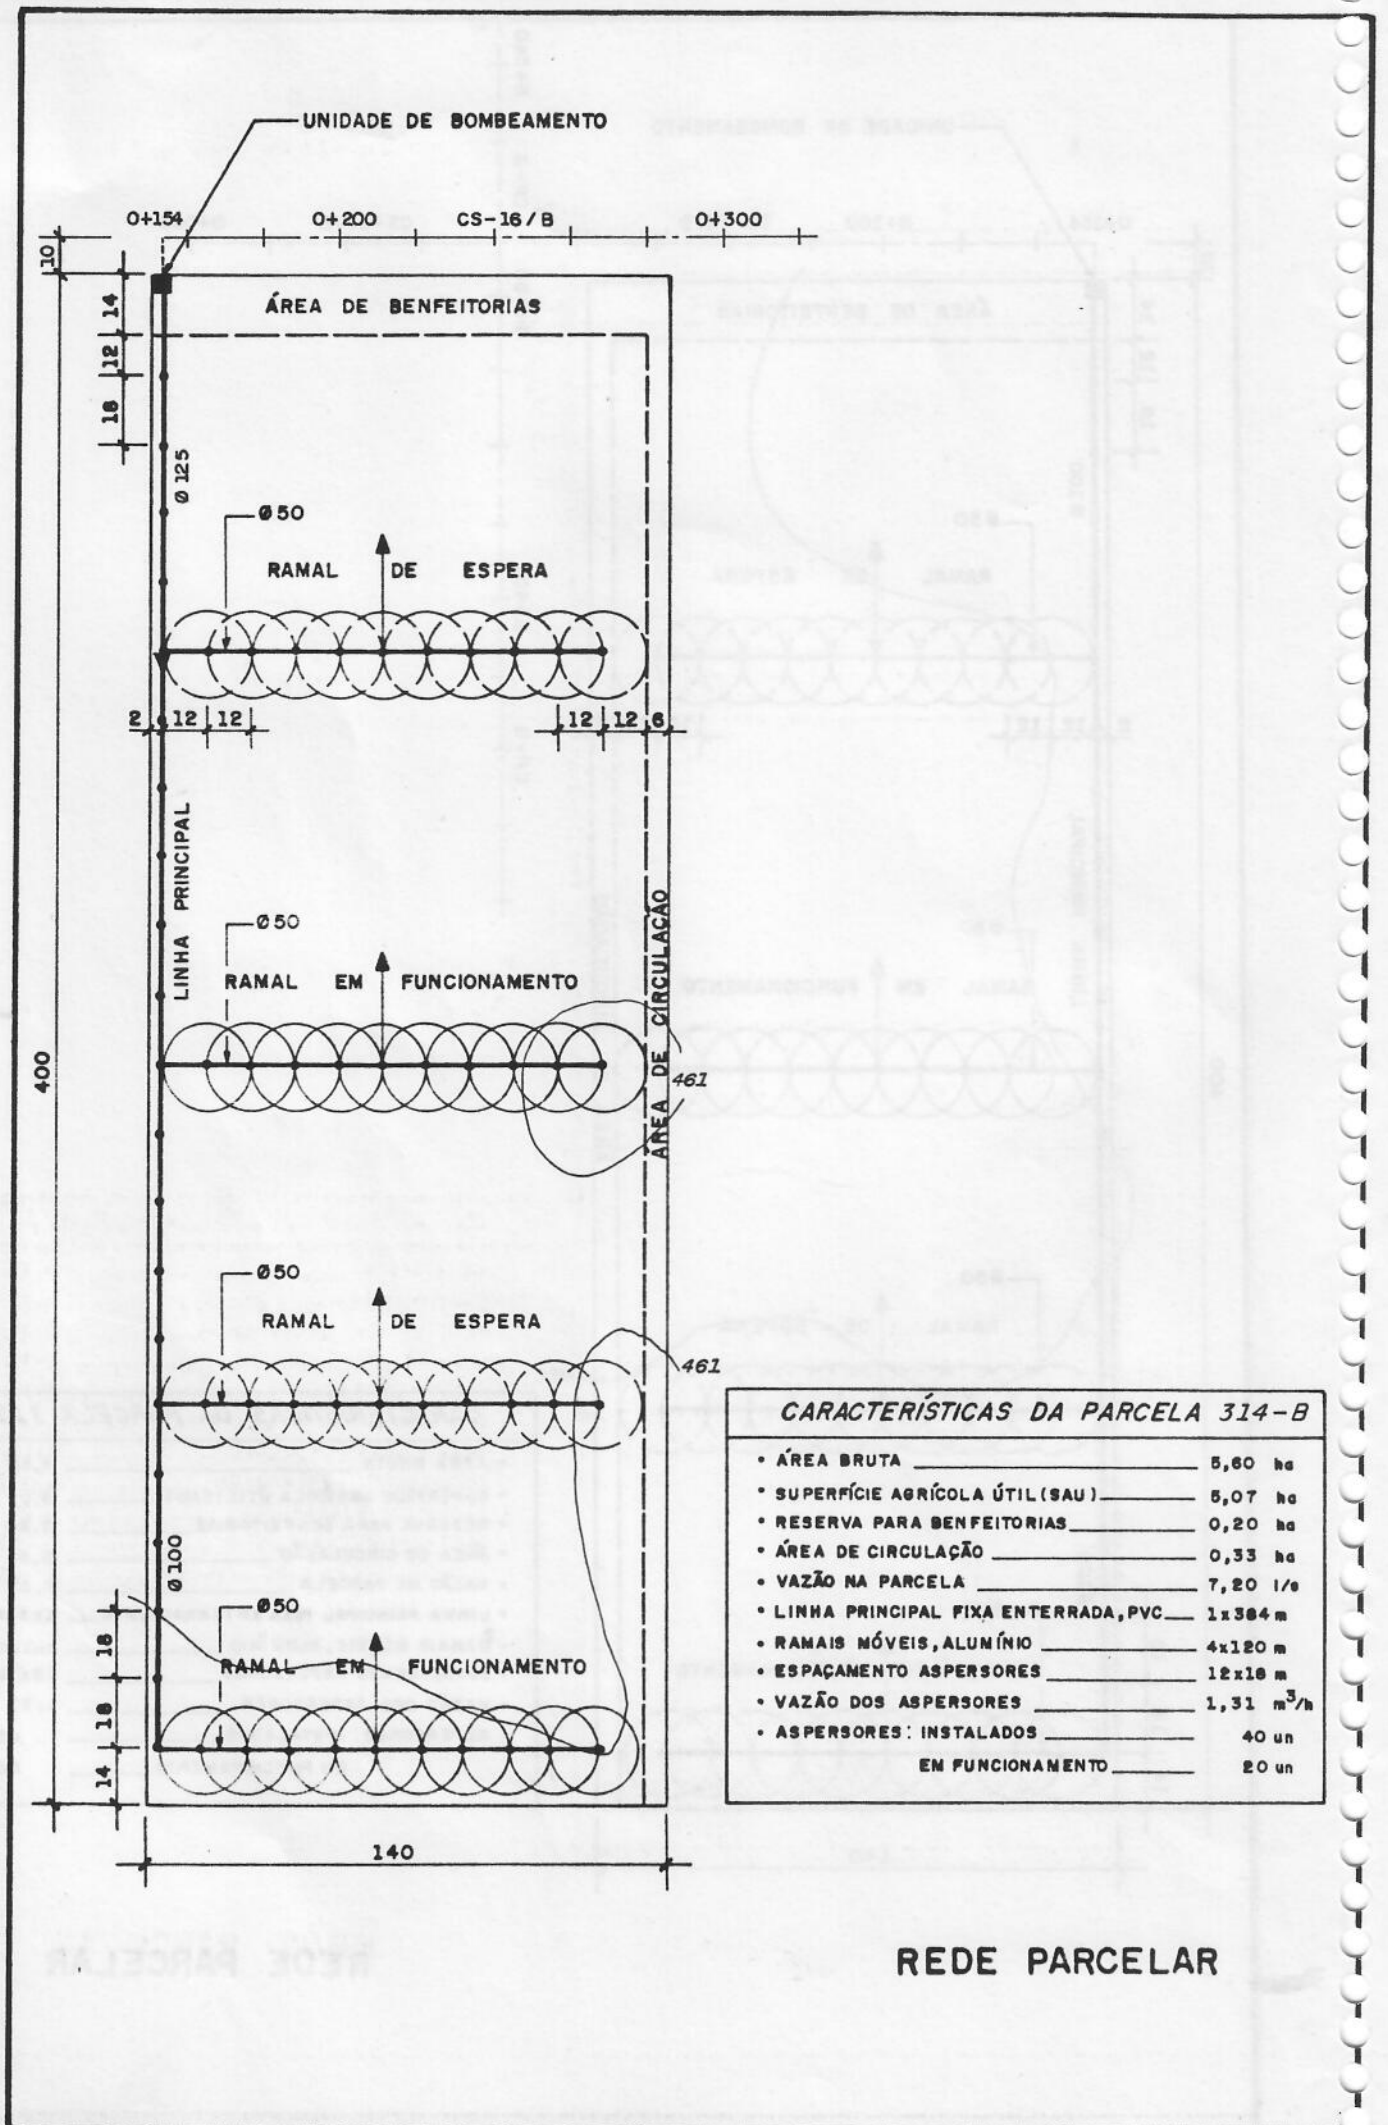 UNIDADE DE BOMBEAMENTO
0+154 0+200 CS-16/B 0+300
10
14
ÁREA DE BENFEITORIAS
12
18
Ø 125
Ø50
RAMAL DE ESPERA
2 12 12 12 12 6
LINHA PRINCIPAL
Ø50
RAMAL EM FUNCIONAMENTO
ÁREA DE CIRCULAÇÃO
400
461
Ø50
RAMAL DE ESPERA
461
Ø 100
Ø50
18
RAMAL EM FUNCIONAMENTO
18
14
140
CARACTERÍSTICAS DA PARCELA 314-B
• ÁREA BRUTA 5,60 ha
• SUPERFÍCIE AGRÍCOLA ÚTIL (SAU) 5,07 ha
• RESERVA PARA BENFEITORIAS 0,20 ha
• ÁREA DE CIRCULAÇÃO 0,33 ha
• VAZÃO NA PARCELA 7,20 l/s
• LINHA PRINCIPAL FIXA ENTERRADA, PVC 1x384 m
• RAMAIS MÓVEIS, ALUMÍNIO 4x120 m
• ESPAÇAMENTO ASPERSORES 12x18 m
• VAZÃO DOS ASPERSORES 1,31 m³/h
• ASPERSORES: INSTALADOS 40 un
EM FUNCIONAMENTO 20 un
REDE PARCELAR